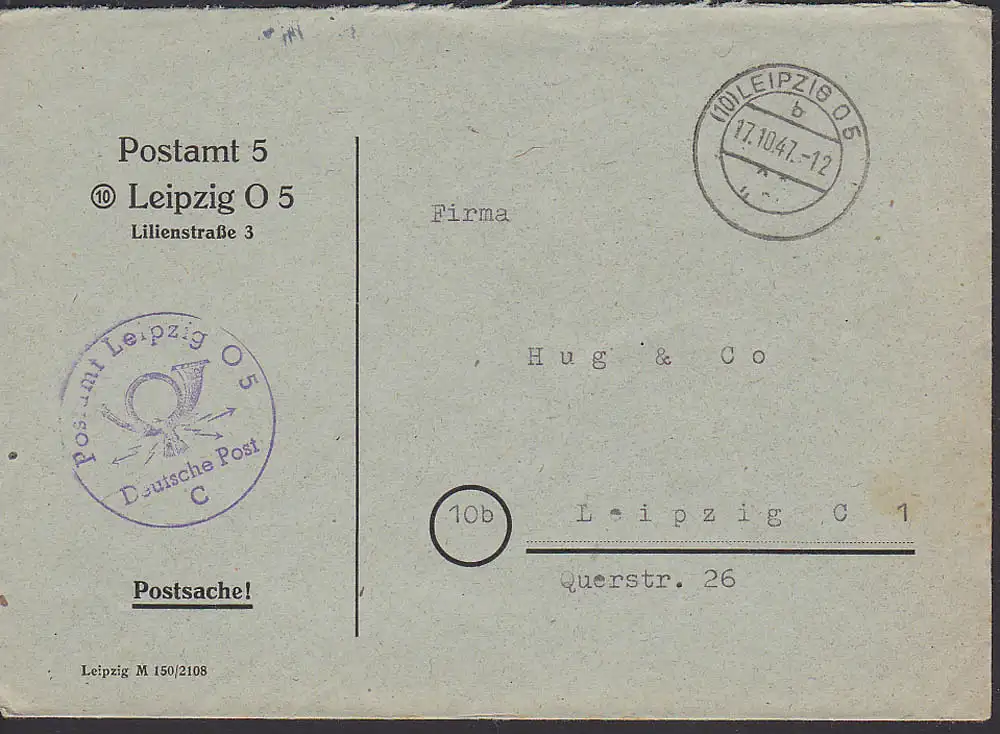 Postamt 5
⑩ Leipzig O 5
Lilienstraße 3
(10) LEIPZIG O 5
b
17.10.47.-12
Firma
Hug & Co
Postamt Leipzig O 5
Deutsche Post
C
10b
Leipzig C 1
Querstr. 26
Postsache!
Leipzig M 150/2108